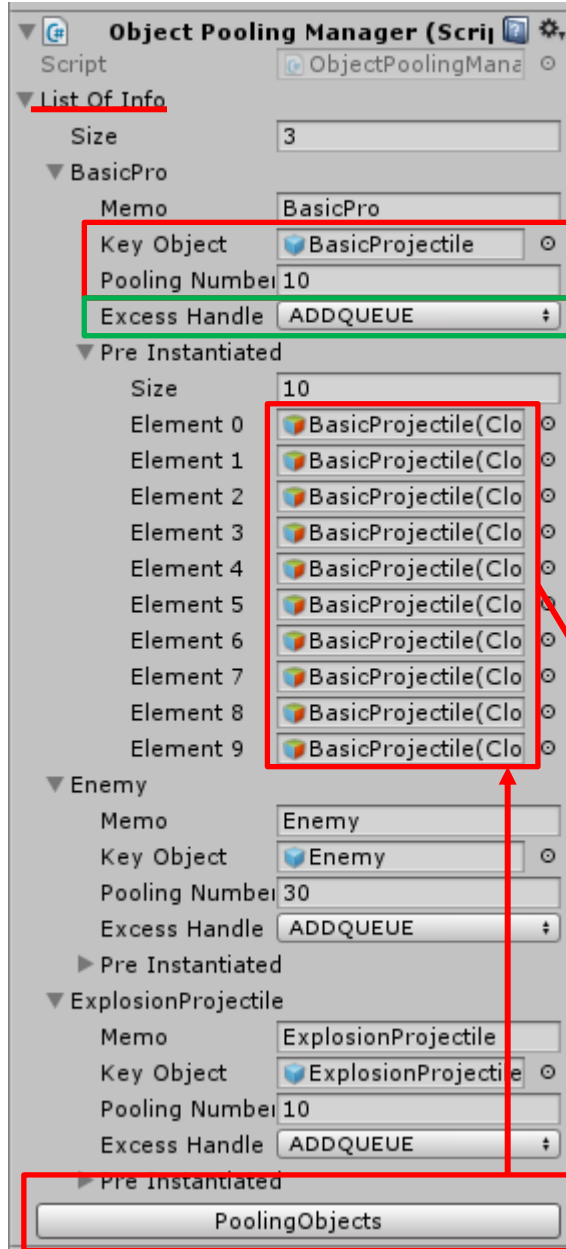 Object Pooling Manager (Scri
Script ObjectPoolingMana
List Of Info
Size 3
BasicPro
Memo BasicPro
Key Object BasicProjectile
Pooling Number 10
Excess Handle ADDQUEUE
Pre Instantiated
Size 10
Element 0 BasicProjectile(Clo
Element 1 BasicProjectile(Clo
Element 2 BasicProjectile(Clo
Element 3 BasicProjectile(Clo
Element 4 BasicProjectile(Clo
Element 5 BasicProjectile(Clo
Element 6 BasicProjectile(Clo
Element 7 BasicProjectile(Clo
Element 8 BasicProjectile(Clo
Element 9 BasicProjectile(Clo
Enemy
Memo Enemy
Key Object Enemy
Pooling Number 30
Excess Handle ADDQUEUE
Pre Instantiated
ExplosionProjectile
Memo ExplosionProjectile
Key Object ExplosionProjectile
Pooling Number 10
Excess Handle ADDQUEUE
Pre Instantiated
PoolingObjects